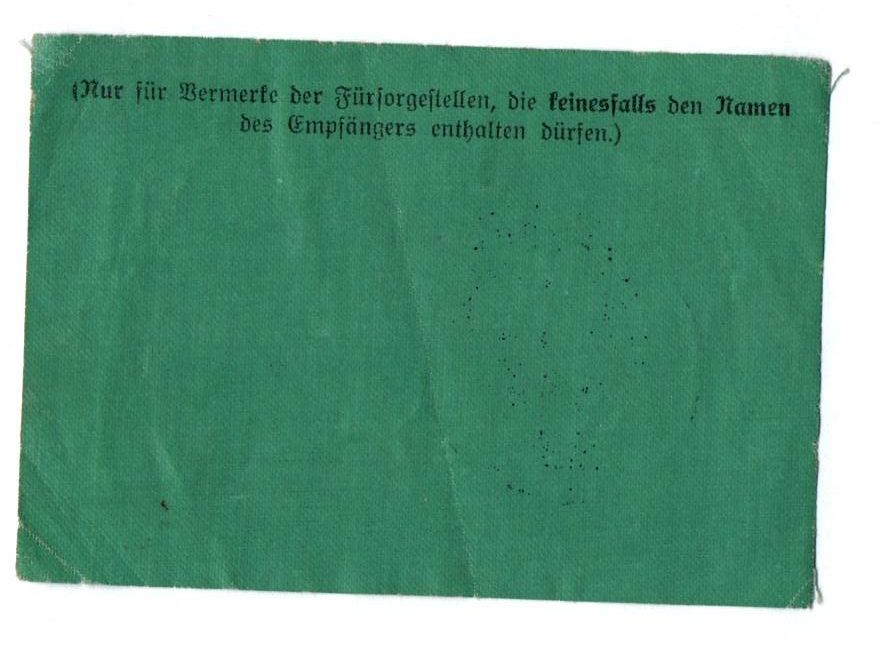 (Nur für Vermerke der Fürsorgestellen, die keinesfalls den Namen
des Empfängers enthalten dürfen.)